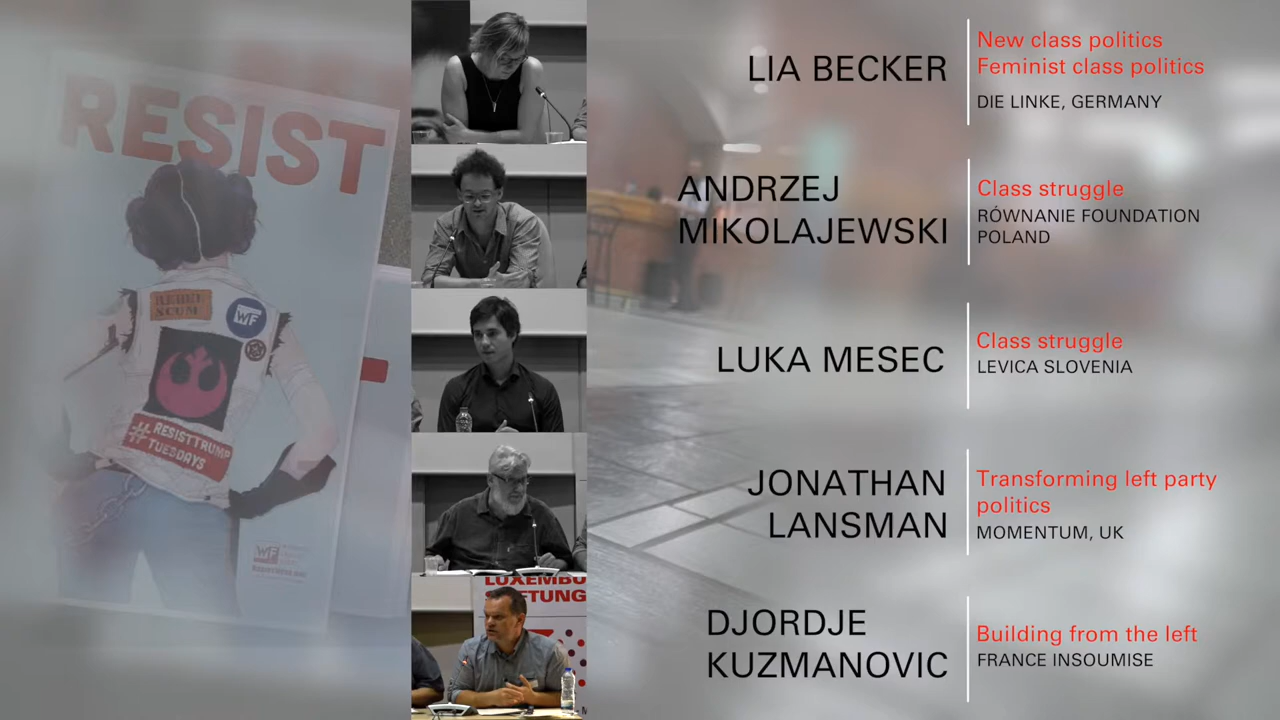 RESIST
REBEL
SCUM
WF
#RESISTTRUMP
TUESDAYS
WF
LUXEMBU
STIFTUNG
LIA BECKER
New class politics
Feminist class politics
DIE LINKE, GERMANY
ANDRZEJ
MIKOLAJEWSKI
Class struggle
RÓWNANIE FOUNDATION
POLAND
LUKA MESEC
Class struggle
LEVICA SLOVENIA
JONATHAN
LANSMAN
Transforming left party
politics
MOMENTUM, UK
DJORDJE
KUZMANOVIC
Building from the left
FRANCE INSOUMISE